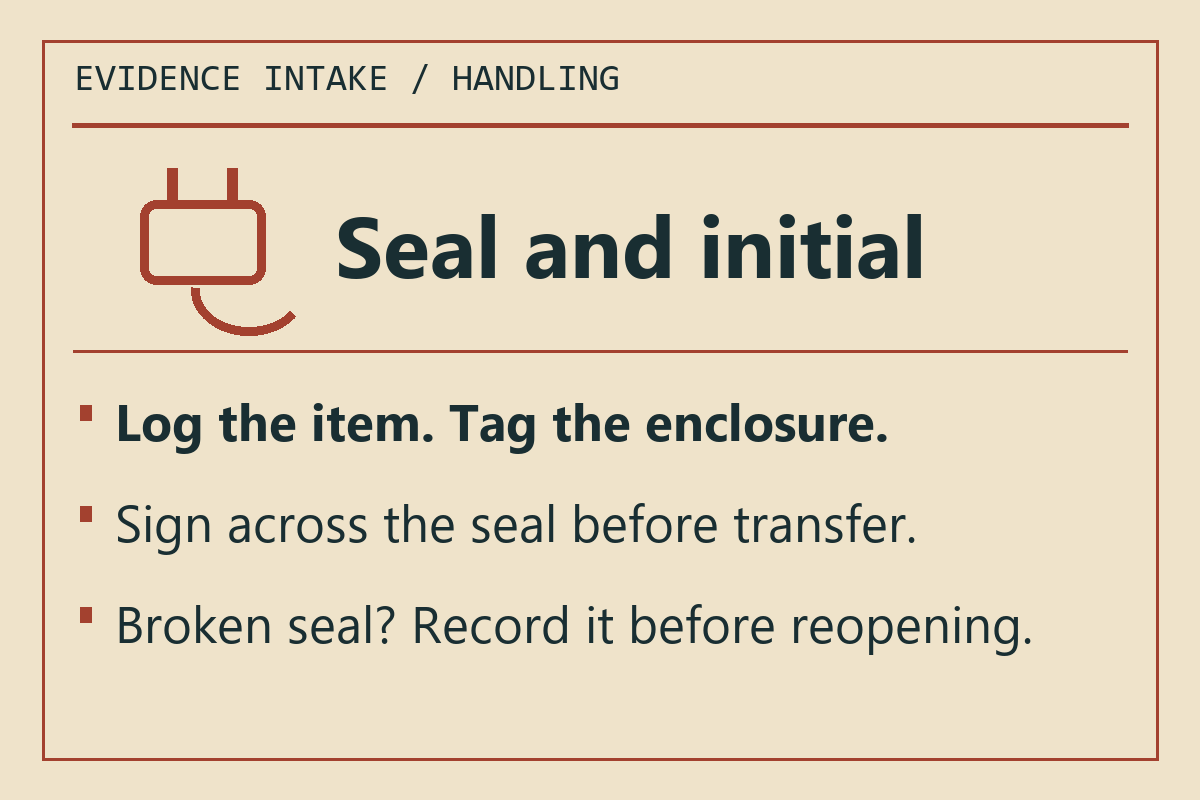 EVIDENCE INTAKE / HANDLING
Seal and initial
Log the item. Tag the enclosure.
Sign across the seal before transfer.
Broken seal? Record it before reopening.